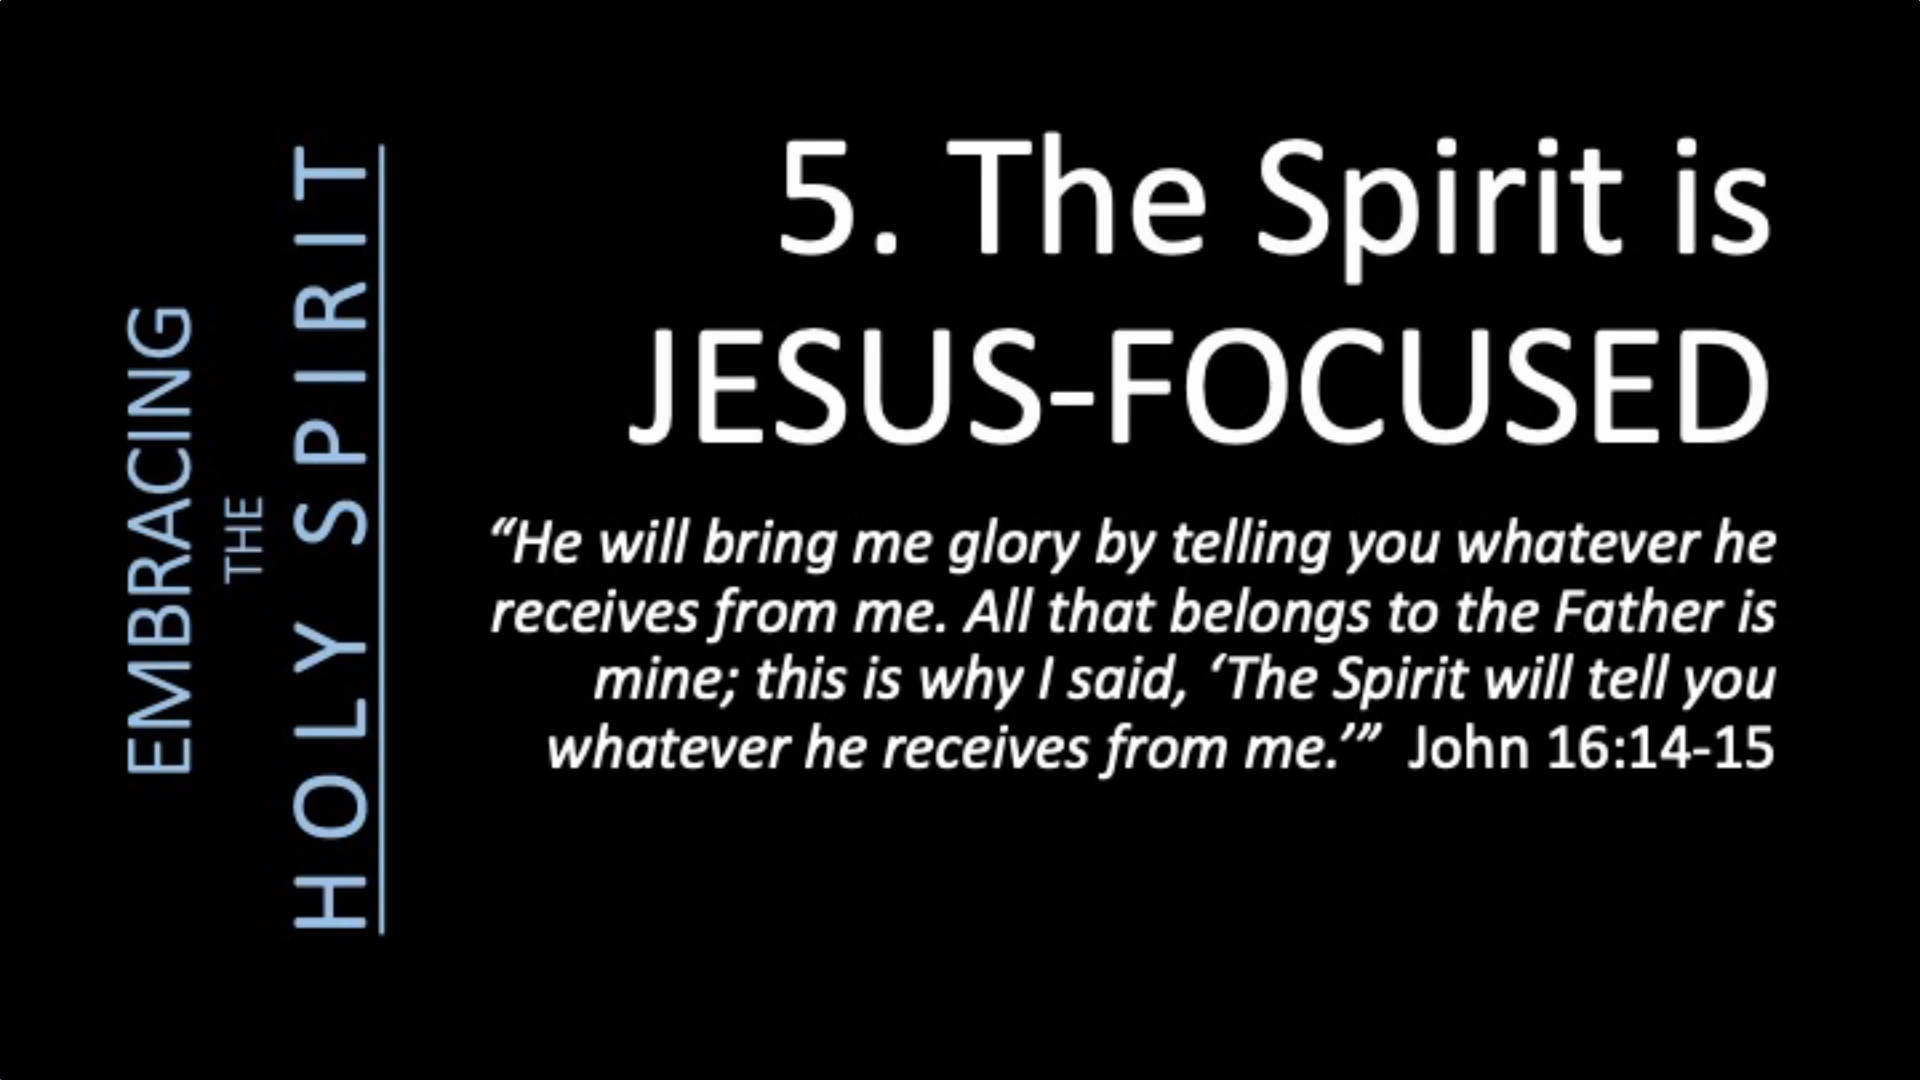 EMBRACING
THE
HOLY SPIRIT
5. The Spirit is
JESUS-FOCUSED
“He will bring me glory by telling you whatever he
receives from me. All that belongs to the Father is
mine; this is why I said, ‘The Spirit will tell you
whatever he receives from me.’” John 16:14-15